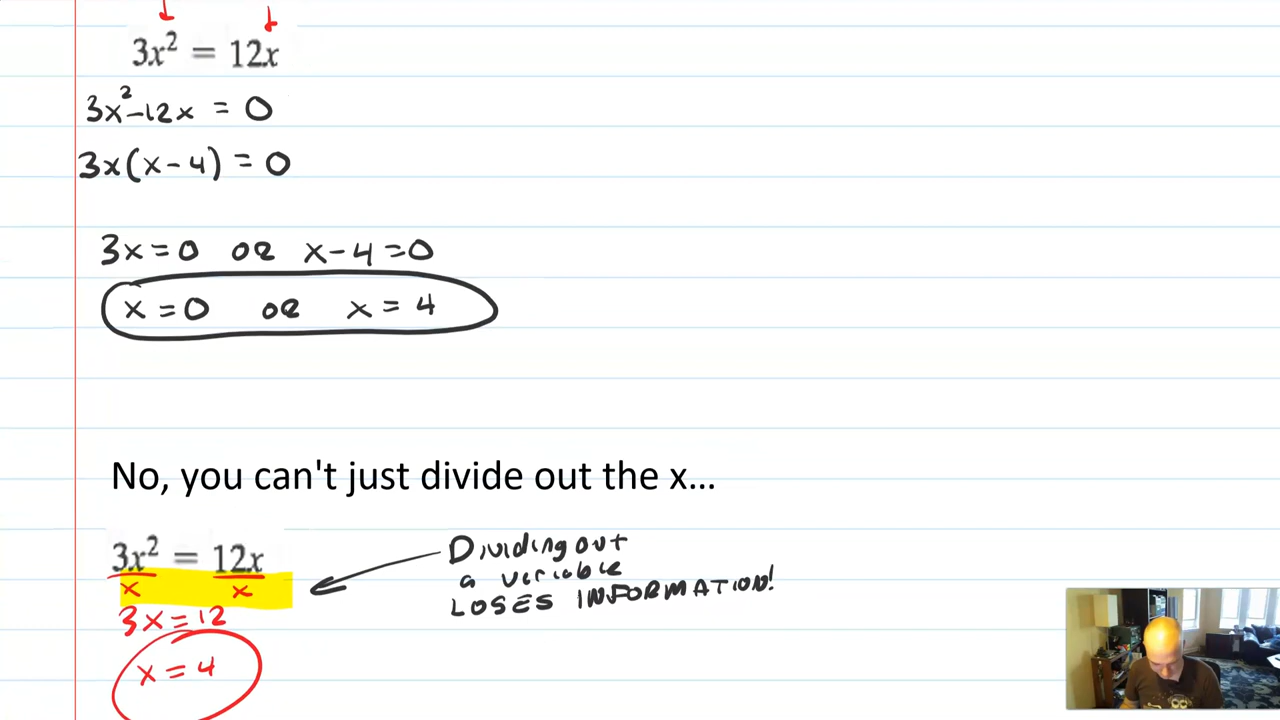 3x² = 12x
3x²-12x = 0
3x(x-4) = 0
3x=0 or x-4=0
x=0 or x=4
No, you can't just divide out the x...
3x² = 12x
x x
3x=12
x=4
Dividing out
a variable
LOSES INFORMATION!